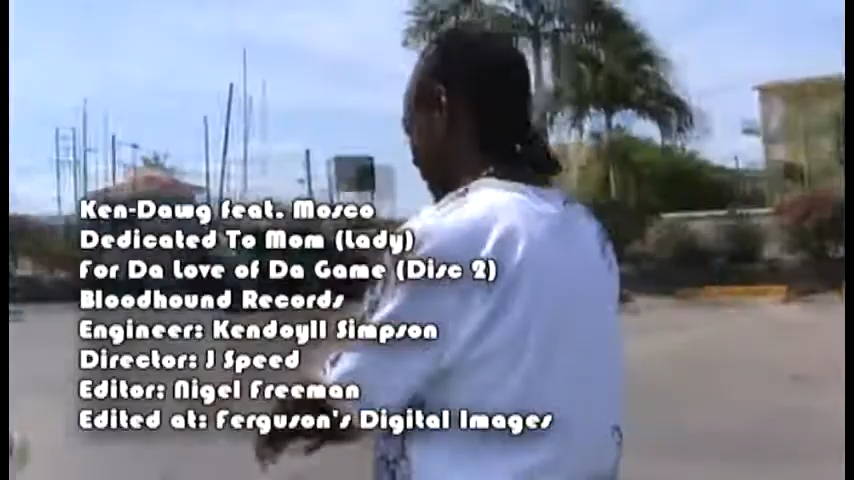 Ken-Dawg feat. Mosco
Dedicated To Mom (Lady)
For Da Love of Da Game (Disc 2)
Bloodhound Records
Engineer: Kendoyll Simpson
Director: J Speed
Editor: Nigel Freeman
Edited at: Ferguson's Digital Images